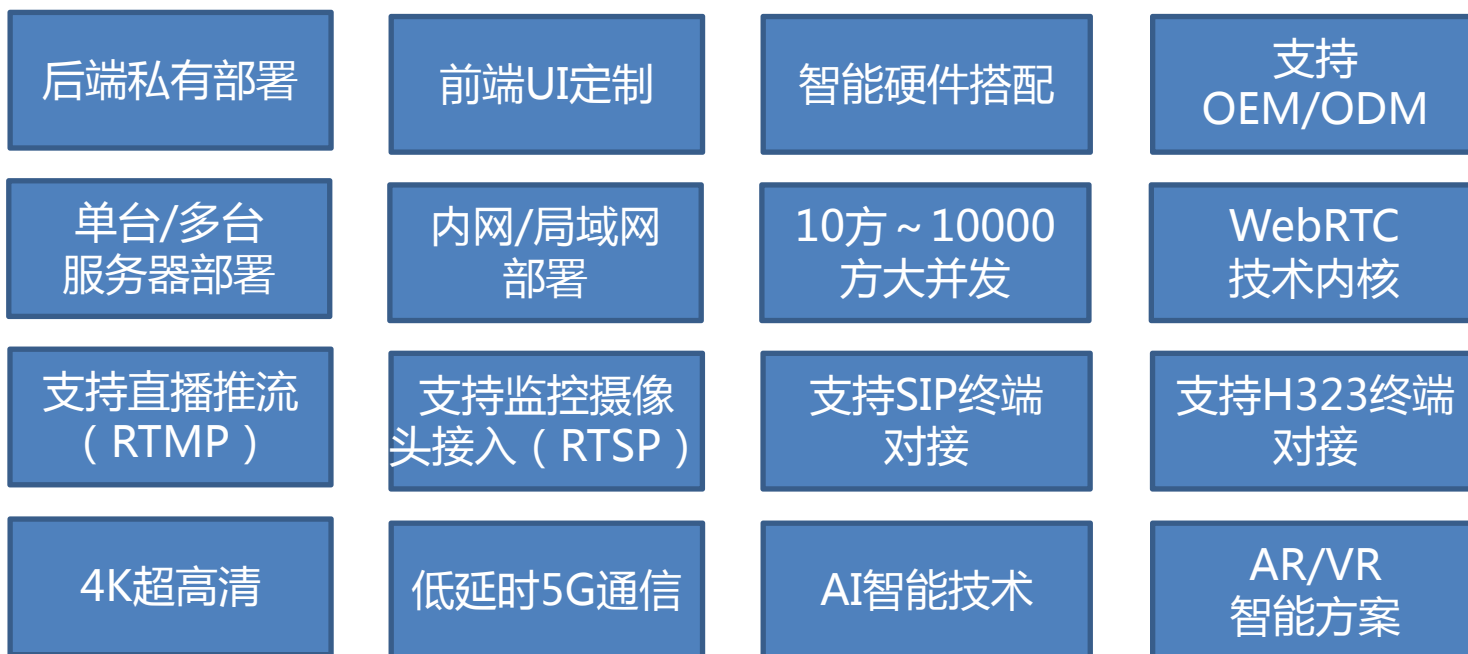 后端私有部署
前端UI定制
智能硬件搭配
支持
OEM/ODM
单台/多台
服务器部署
内网/局域网
部署
10方~10000
方大并发
WebRTC
技术内核
支持直播推流
（RTMP）
支持监控摄像
头接入（RTSP）
支持SIP终端
对接
支持H323终端
对接
4K超高清
低延时5G通信
AI智能技术
AR/VR
智能方案